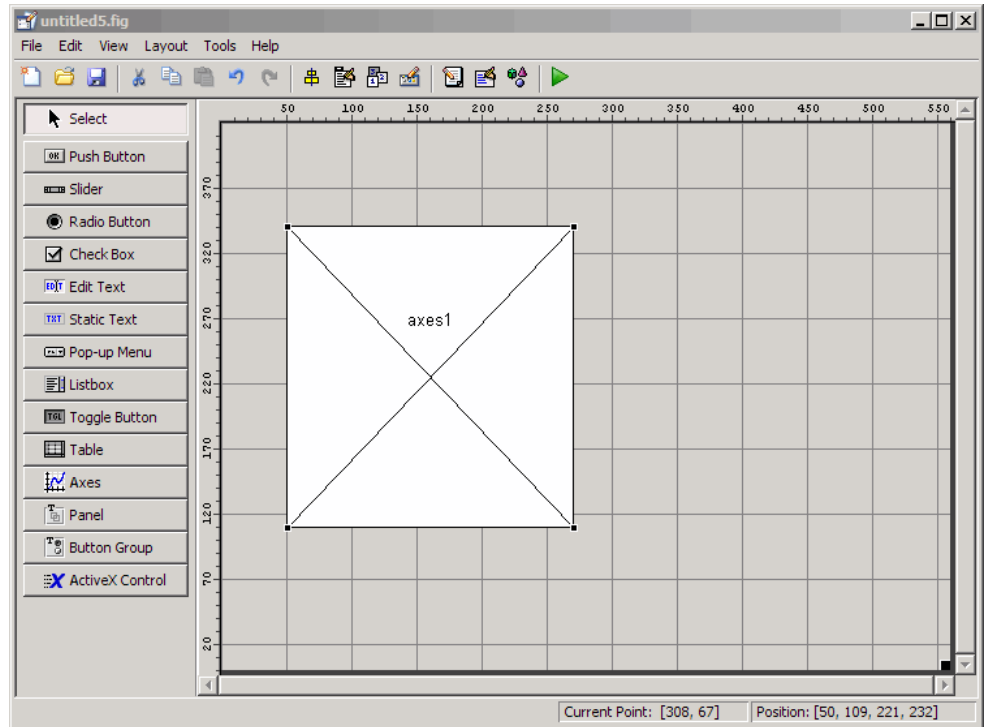 untitled5.fig
File Edit View Layout Tools Help
50 100 150 200 250 300 350 400 450 500 550
Select
OK Push Button
Slider
Radio Button
Check Box
EDIT Edit Text
TXT Static Text
Pop-up Menu
Listbox
TGL Toggle Button
Table
Axes
T Panel
T Button Group
X ActiveX Control
370
320
270
220
170
120
70
20
axes1
Current Point: [308, 67] Position: [50, 109, 221, 232]